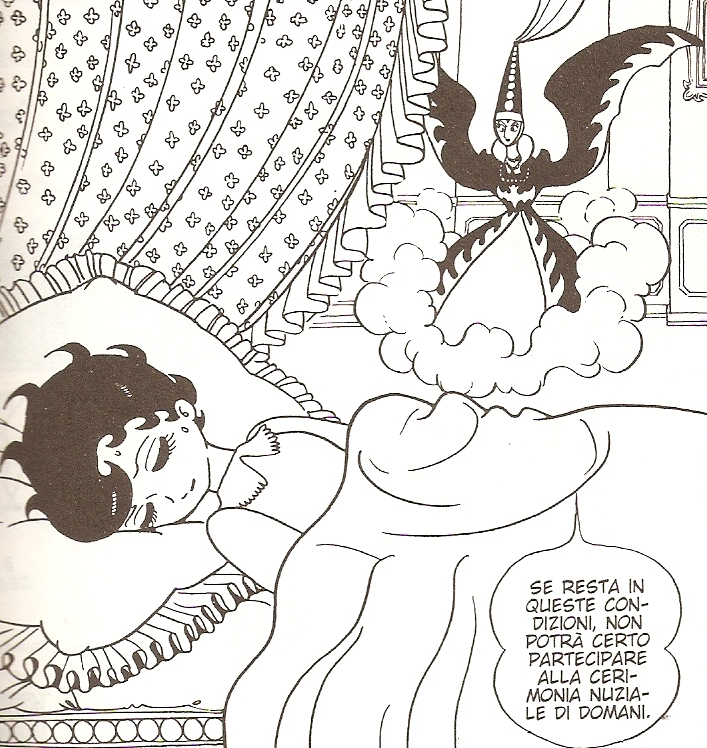 SE RESTA IN
QUESTE CON-
DIZIONI, NON
POTRÀ CERTO
PARTECIPARE
ALLA CERI-
MONIA NUZIA-
LE DI DOMANI.